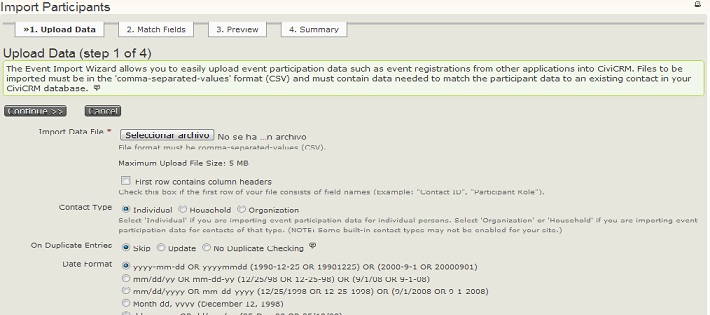 Import Participants
»1. Upload Data 2. Match Fields 3. Preview 4. Summary
Upload Data (step 1 of 4)
The Event Import Wizard allows you to easily upload event participation data such as event registrations from other applications into CiviCRM. Files to be
imported must be in the 'comma-separated-values' format (CSV) and must contain data needed to match the participant data to an existing contact in your
CiviCRM database.
Continue >> Cancel
Import Data File * Seleccionar archivo No se ha ...n archivo
File format must be comma-separated-values (CSV).
Maximum Upload File Size: 5 MB
First row contains column headers
Check this box if the first row of your file consists of field names (Example: "Contact ID", "Participant Role").
Contact Type Individual Household Organization
Select 'Individual' if you are importing event participation data for individual persons. Select 'Organization' or 'Household' if you are importing event
participation data for contacts of that type. (NOTE: Some built-in contact types may not be enabled for your site.)
On Duplicate Entries Skip Update No Duplicate Checking
Date Format yyyy-mm-dd OR yyyymmdd (1990-12-25 OR 19901225) OR (2000-9-1 OR 20000901)
mm/dd/yy OR mm-dd-yy (12/25/98 OR 12-25-98) OR (9/1/08 OR 9-1-08)
mm/dd/yyyy OR mm-dd-yyyy (12/25/1998 OR 12-25-1998) OR (9/1/2008 OR 9-1-2008)
Month dd, yyyy (December 12, 1998)